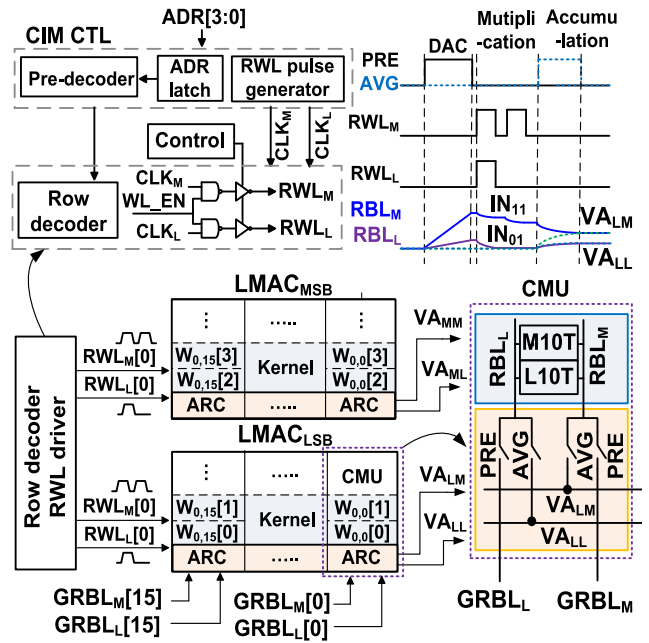 CIM CTL
ADR[3:0]
Pre-decoder
ADR
latch
RWL pulse
generator
CLKM
CLKL
Control
Row
decoder
CLKM
WL_EN
CLKL
RWLM
RWLL
DAC
Mutipli
-cation
Accumu
-lation
PRE
AVG
RWLM
RWLL
RBLM
RBLL
IN11
IN01
VALM
VALL
Row decoder
RWL driver
RWLM[0]
RWLL[0]
LMACMSB
W0,15[3]
W0,15[2]
Kernel
W0,0[3]
W0,0[2]
ARC
.....
ARC
VAMM
VAML
RWLM[0]
RWLL[0]
LMACLSB
CMU
W0,15[1]
W0,15[0]
Kernel
W0,0[1]
W0,0[0]
ARC
.....
ARC
VALM
VALL
GRBLM[15]
GRBLL[15]
GRBLM[0]
GRBLL[0]
CMU
RBLL
M10T
L10T
RBLM
PRE
AVG
AVG
PRE
VALM
VALL
GRBLL
GRBLM